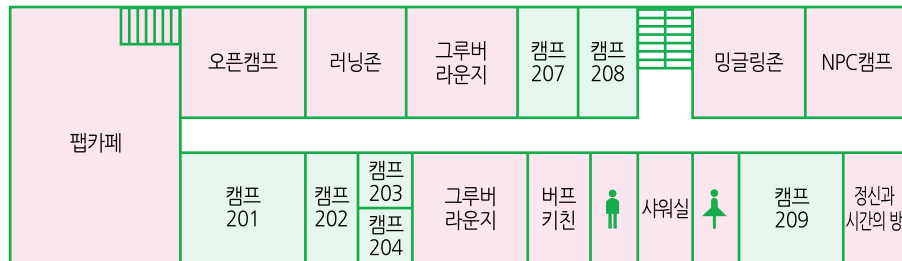 오픈캠프
러닝존
그루버
라운지
캠프
207
캠프
208
밍글링존
NPC캠프
팹카페
캠프
201
캠프
202
캠프
203
캠프
204
그루버
라운지
버프
키친
샤워실
캠프
209
정신과
시간의 방